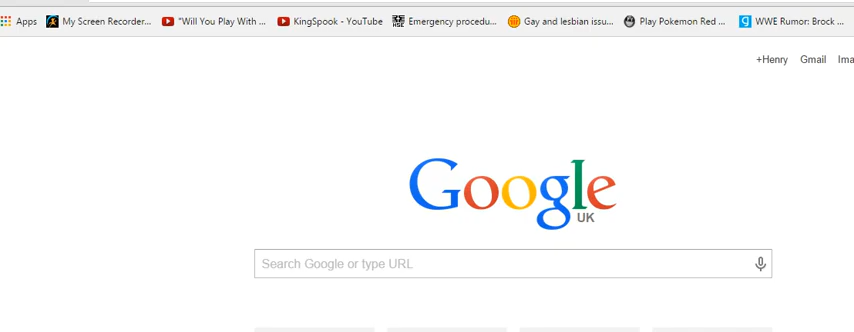 Apps My Screen Recorder... "Will You Play With ... KingSpook - YouTube Emergency procedu... Gay and lesbian issu... Play Pokemon Red ... WWE Rumor: Brock ...
+Henry Gmail Ima
Google
UK
Search Google or type URL